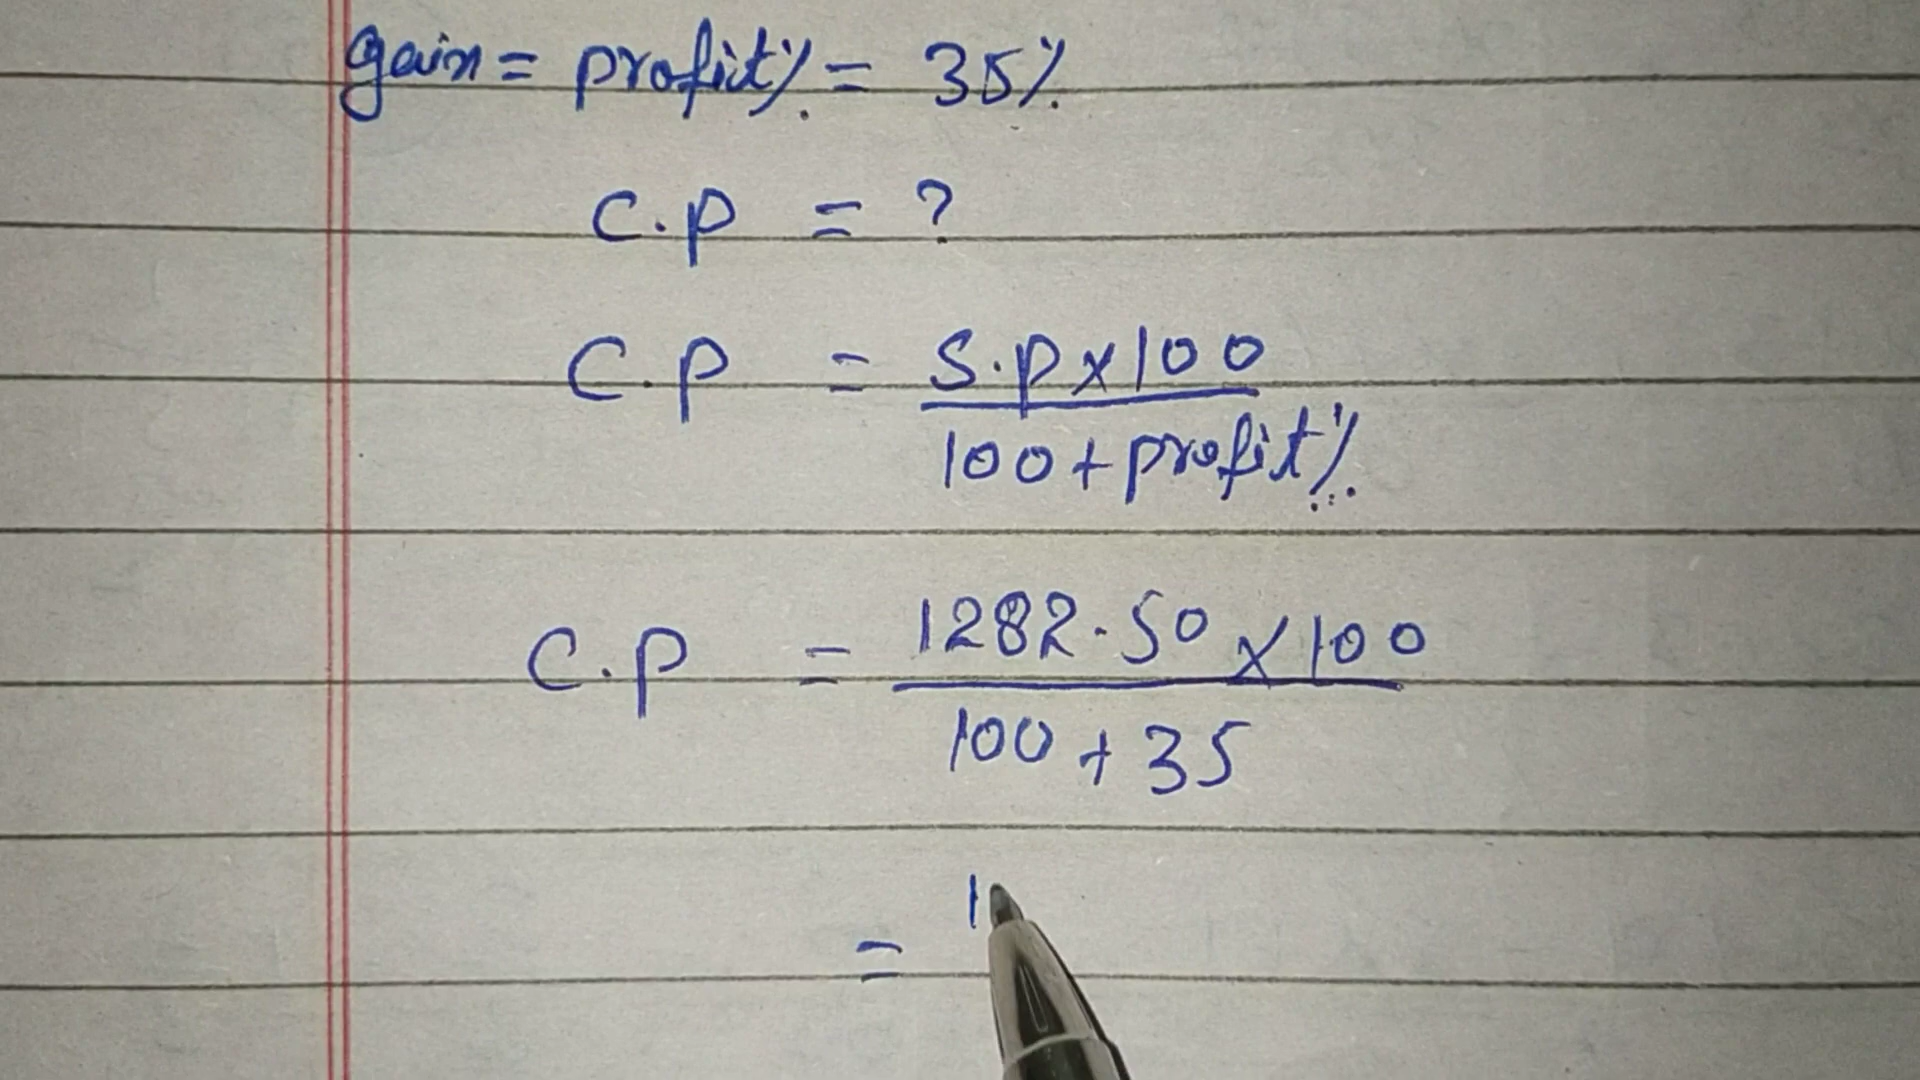 gain = profit% = 35%
C.P = ?
C.P = S.P x 100
100 + profit%
C.P = 1282.50 x 100
100 + 35
= 1